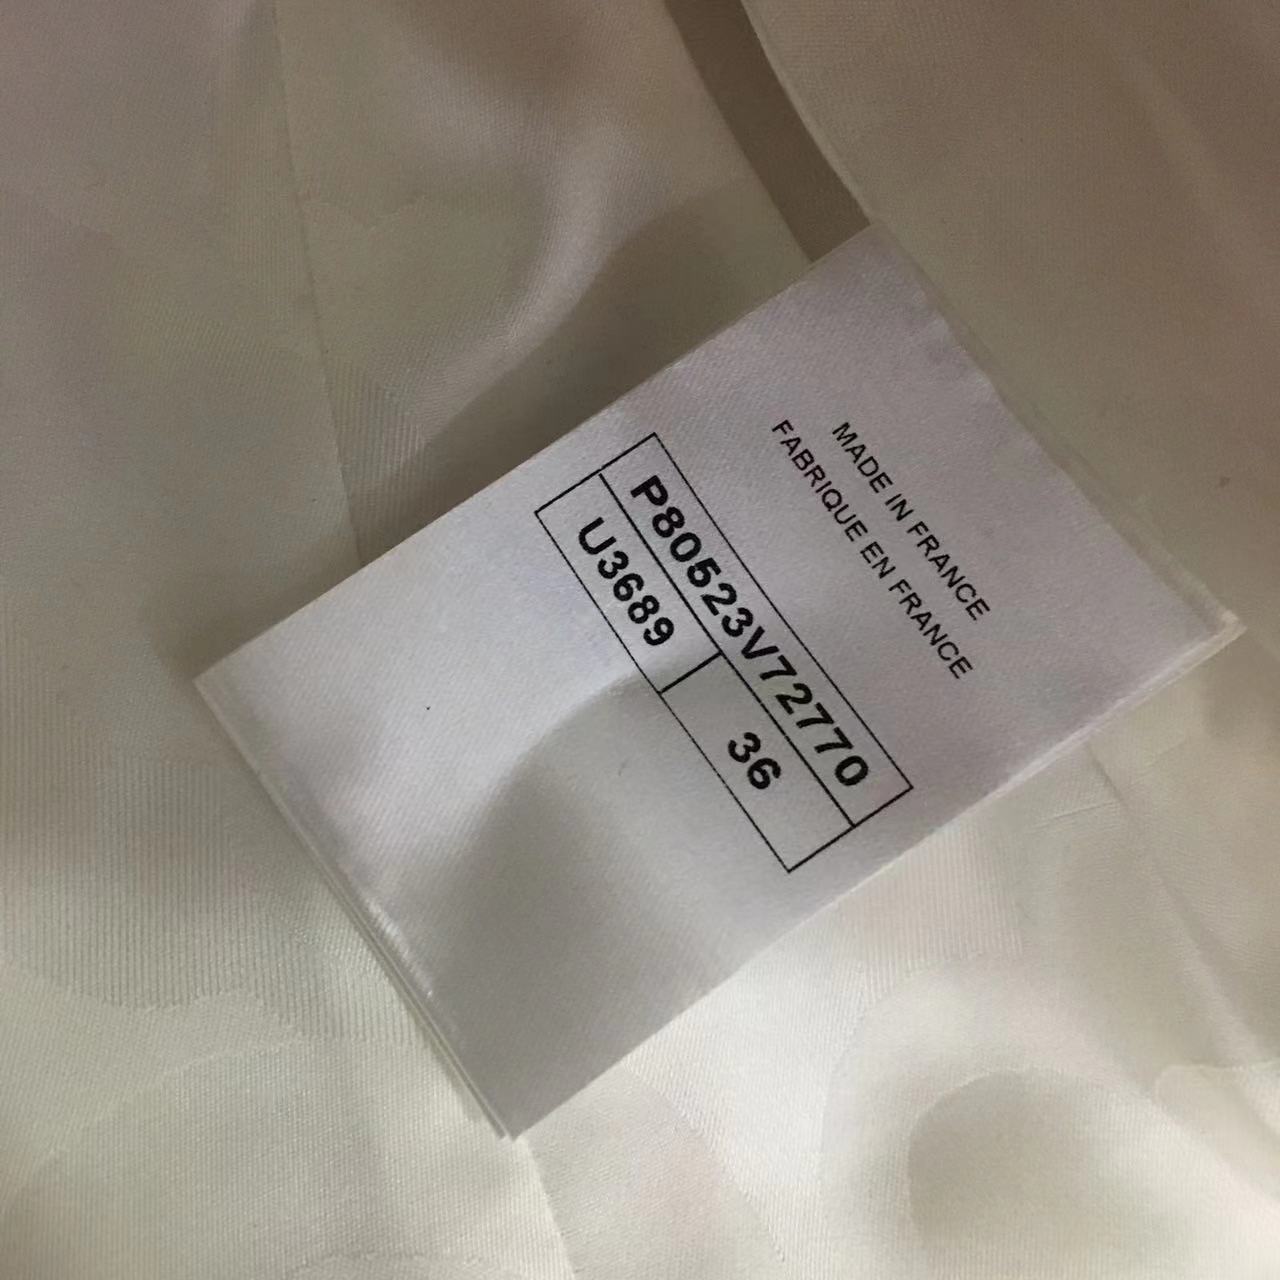 MADE IN FRANCE
FABRIQUE EN FRANCE
P80523V72770
U3689 36